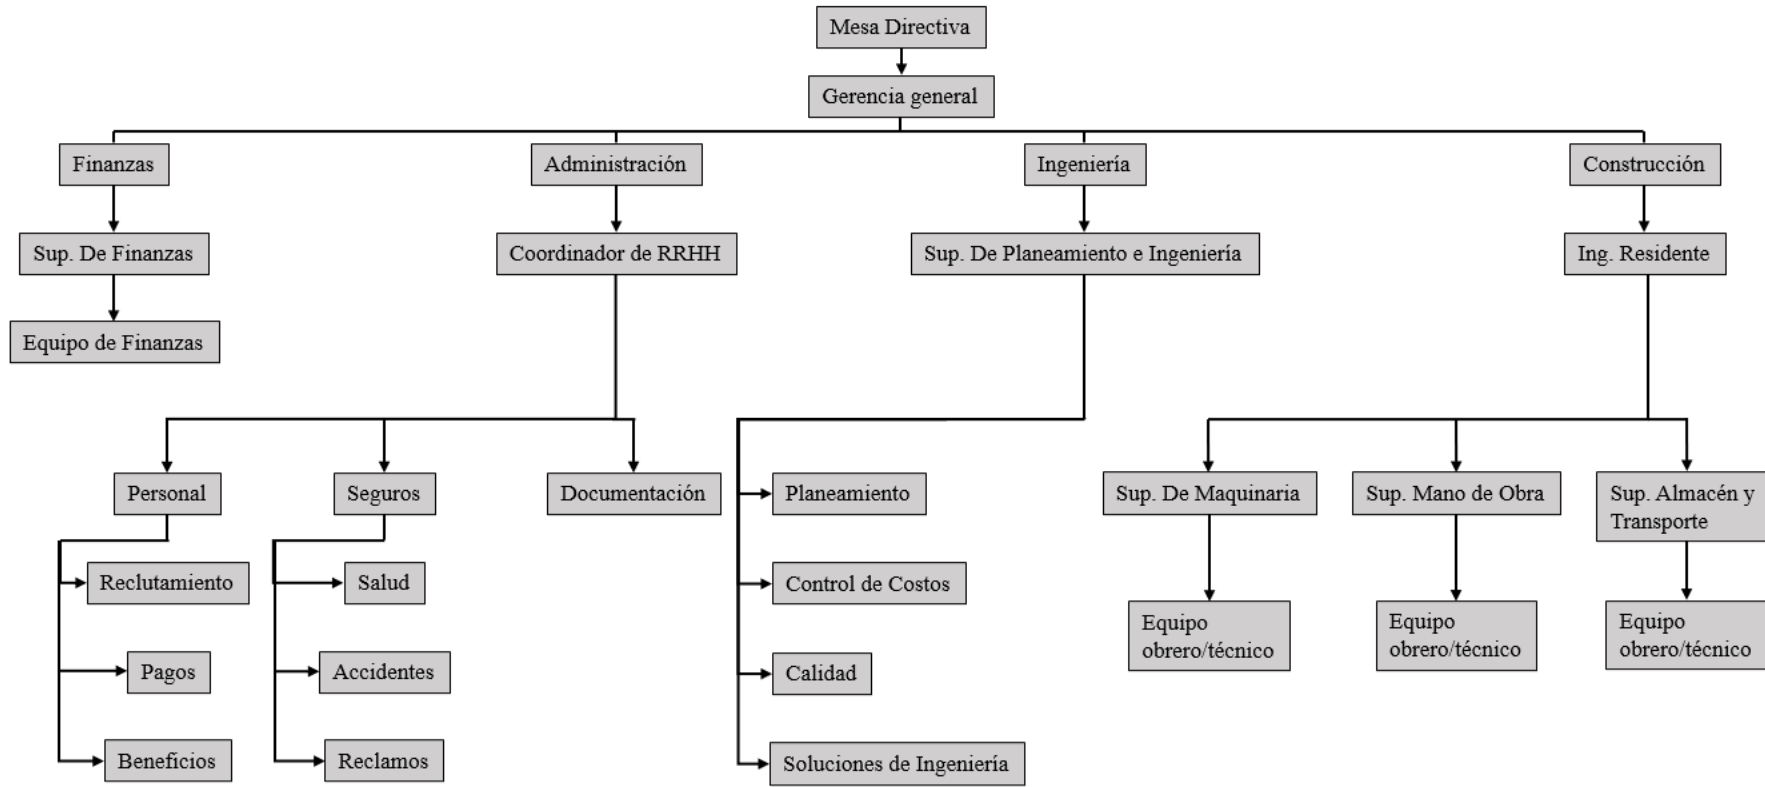 Mesa Directiva
Gerencia general
Finanzas
Administración
Ingeniería
Construcción
Sup. De Finanzas
Coordinador de RRHH
Sup. De Planeamiento e Ingeniería
Ing. Residente
Equipo de Finanzas
Personal
Seguros
Documentación
Planeamiento
Sup. De Maquinaria
Sup. Mano de Obra
Sup. Almacén y
Transporte
Reclutamiento
Salud
Control de Costos
Equipo
obrero/técnico
Equipo
obrero/técnico
Equipo
obrero/técnico
Pagos
Accidentes
Calidad
Beneficios
Reclamos
Soluciones de Ingeniería